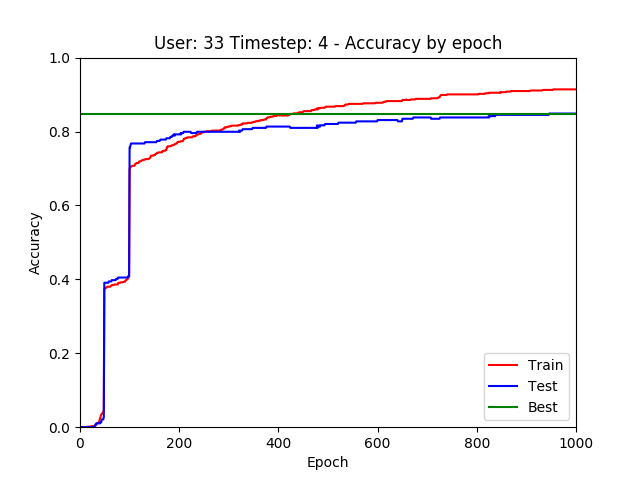 User: 33 Timestep: 4 - Accuracy by epoch
1.0
0.8
0.6
0.4
0.2
0.0
Accuracy
0 200 400 600 800 1000
Epoch
Train
Test
Best